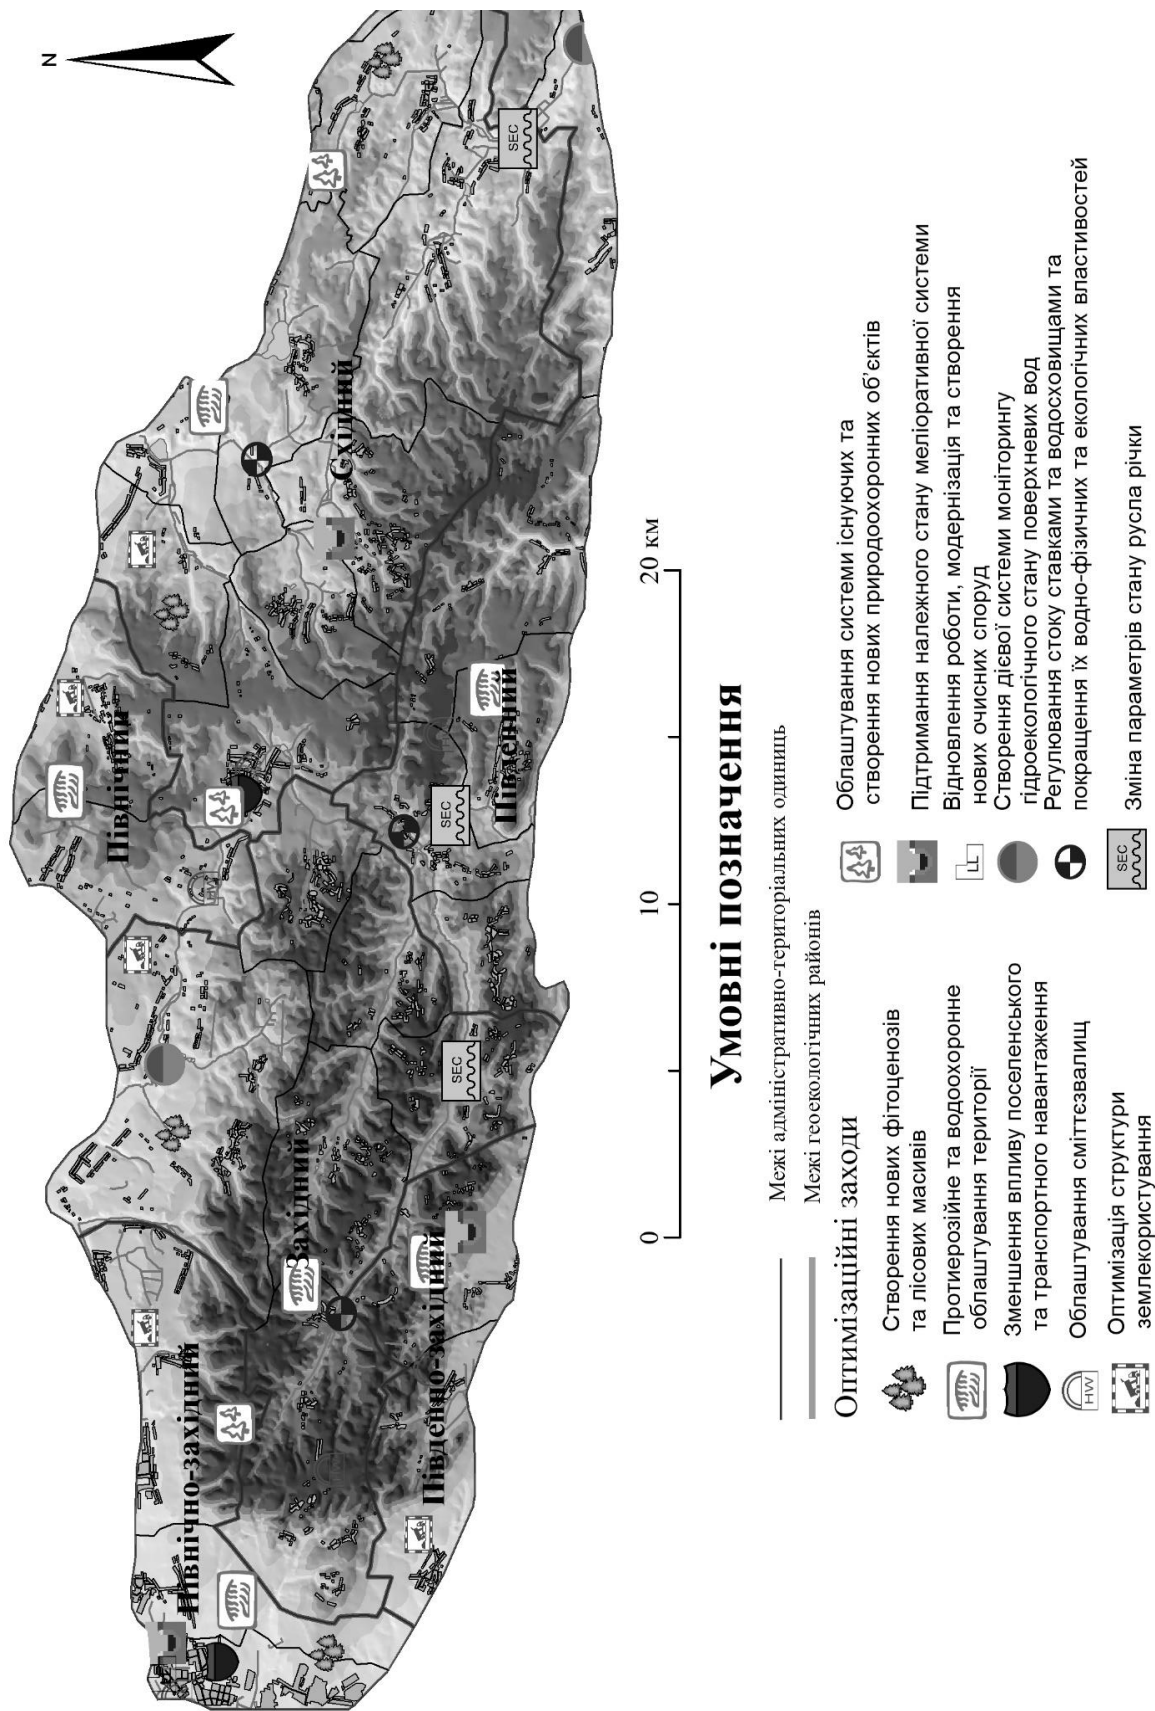 N
Північно-західний
Західний
Південно-західний
Північний
Південний
Східний
HW
SEC
SEC
SEC
0
5
10
15
20 км
Умовні позначення
Межі адміністративно-територіальних одиниць
Межі геоекологічних районів
Оптимізаційні заходи
Створення нових фітоценозів
та лісових масивів
Протиерозійне та водоохоронне
облаштування території
Зменшення впливу поселенського
та транспортного навантаження
HW
Облаштування сміттєзвалищ
Оптимізація структури
землекористування
Облаштування системи існуючих та
створення нових природоохоронних об'єктів
Підтримання належного стану меліоративної системи
LL
Відновлення роботи, модернізація та створення
нових очисних споруд
Створення дієвої системи моніторингу
гідроекологічного стану поверхневих вод
Регулювання стоку ставками та водосховищами та
покращення їх водно-фізичних та екологічних властивостей
SEC
Зміна параметрів стану русла річки